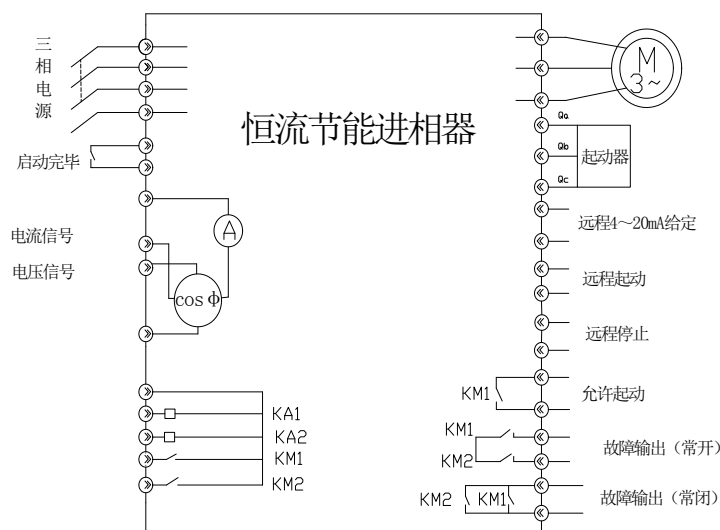 三
相
电
源
启动完毕
电流信号
电压信号
A
cosΦ
KA1
KA2
KM1
KM2
恒流节能进相器
M
3~
Qa
Qb
Qc
起动器
远程4～20mA给定
远程起动
远程停止
KM1
允许起动
KM1
KM2
故障输出（常开）
KM2
KM1
故障输出（常闭）